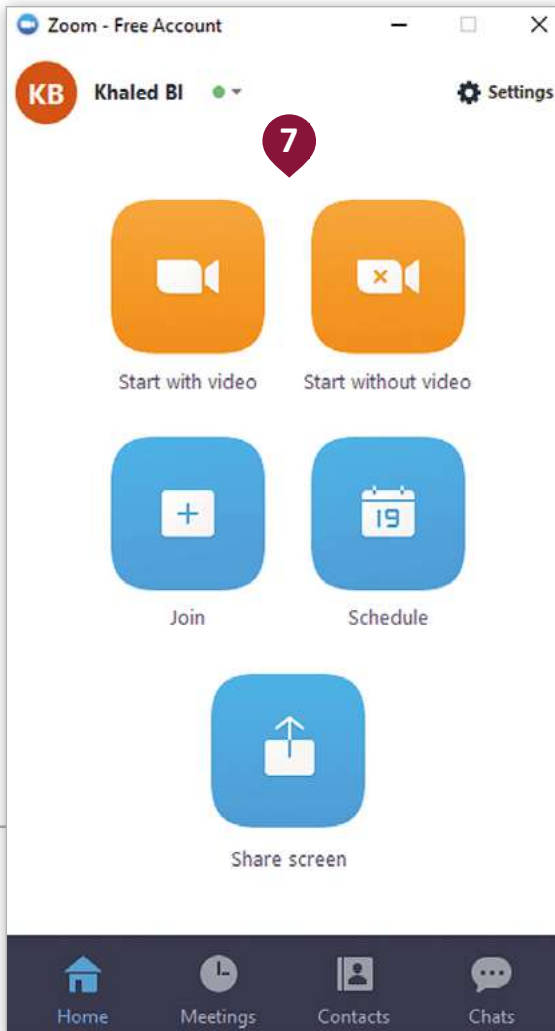 Zoom - Free Account
KB Khaled BI Settings
7
Start with video Start without video
19
Join Schedule
Share screen
Home Meetings Contacts Chats